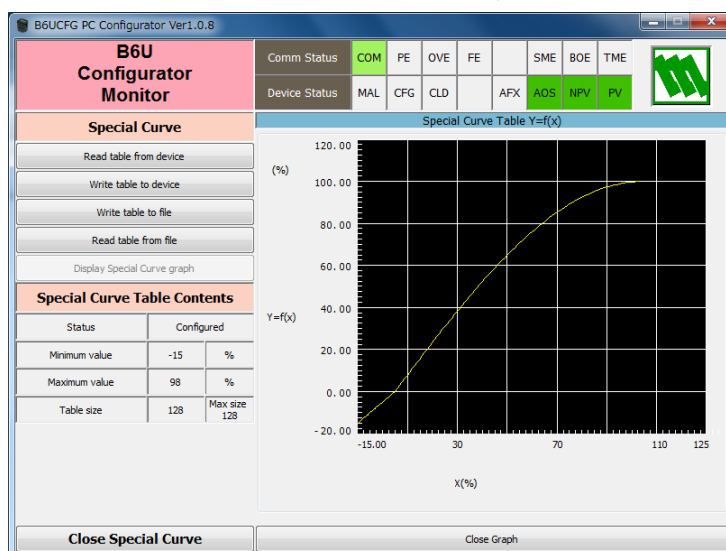 B6UCFG PC Configurator Ver1.0.8
B6U
Configurator
Monitor
Comm Status COM PE OVE FE SME BOE TME
Device Status MAL CFG CLD AFX AOS NPV PV
Special Curve
Read table from device
Write table to device
Write table to file
Read table from file
Display Special Curve graph
Special Curve Table Contents
Status Configured
Minimum value -15 %
Maximum value 98 %
Table size 128 Max size
128
Close Special Curve
Special Curve Table Y=f(x)
(%)
120.00
100.00
80.00
60.00
40.00
Y=f(x)
20.00
0.00
-20.00
-15.00 30 70 110 125
X(%)
Close Graph